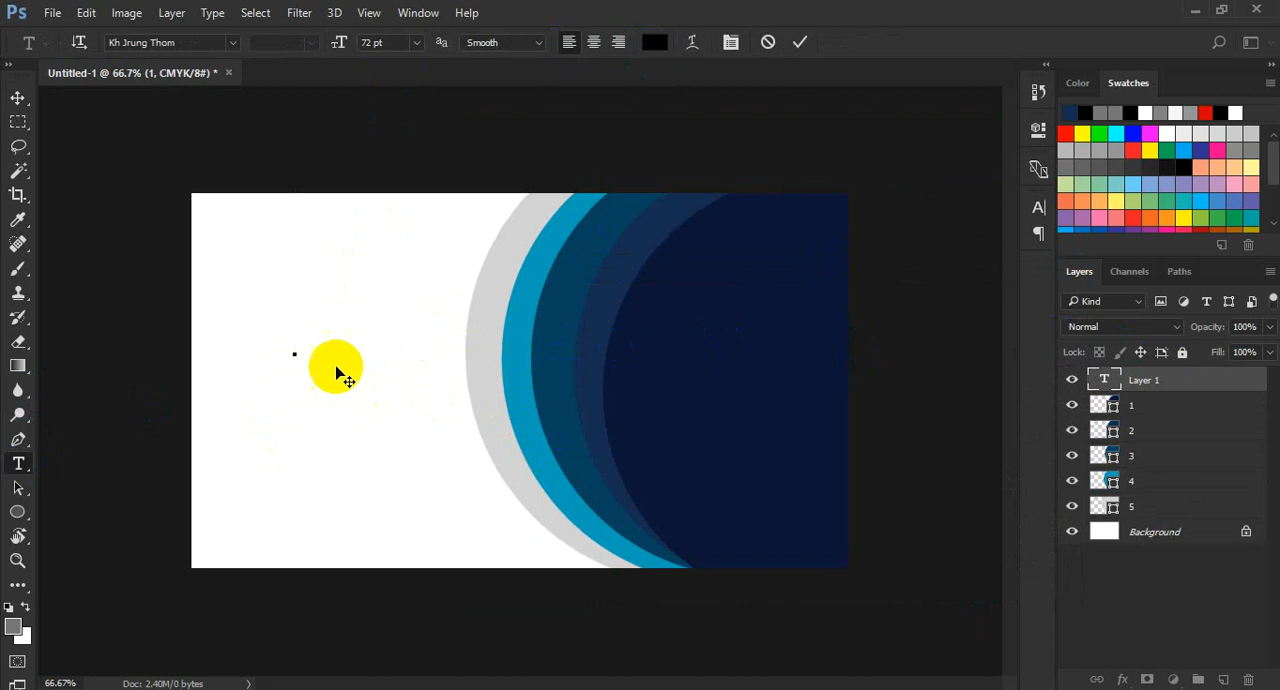 Ps File Edit Image Layer Type Select Filter 3D View Window Help
T Kh Jrung Thom 72 pt Smooth
Untitled-1 @ 66.7% (1, CMYK/8#) * ×
Color Swatches
Layers Channels Paths
Kind
Normal Opacity: 100%
Lock: Fill: 100%
T Layer 1
1
2
3
4
5
Background
66.67% Doc: 2.40M/0 bytes